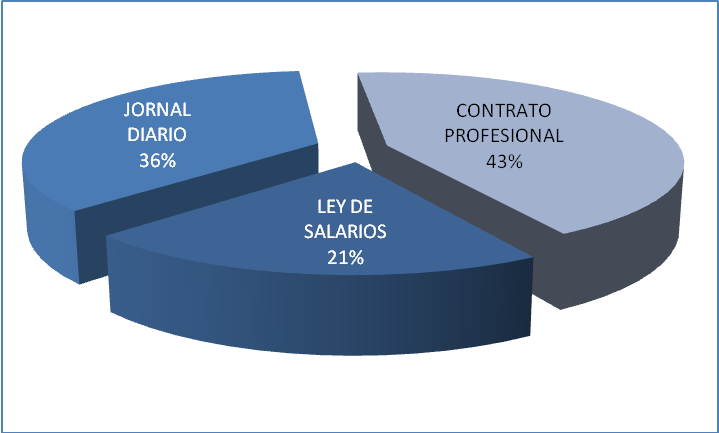 JORNAL
DIARIO
36%
CONTRATO
PROFESIONAL
43%
LEY DE
SALARIOS
21%